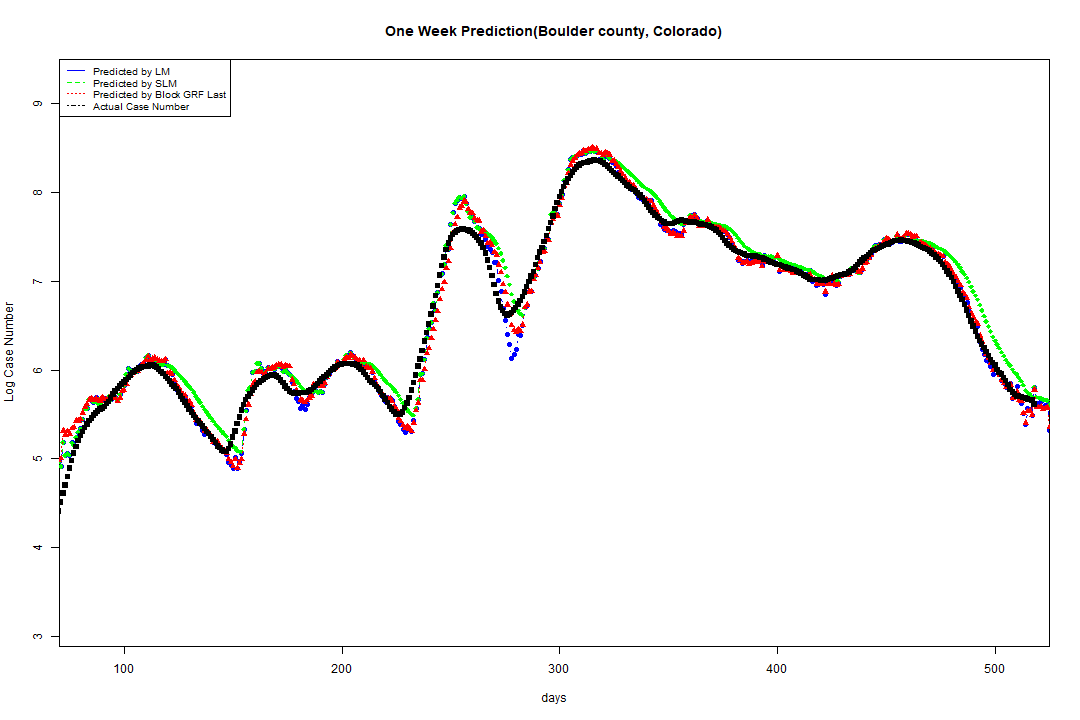 One Week Prediction(Boulder county, Colorado)
Predicted by LM
Predicted by SLM
Predicted by Block GRF Last
Actual Case Number
9
8
7
6
5
4
3
Log Case Number
100 200 300 400 500
days